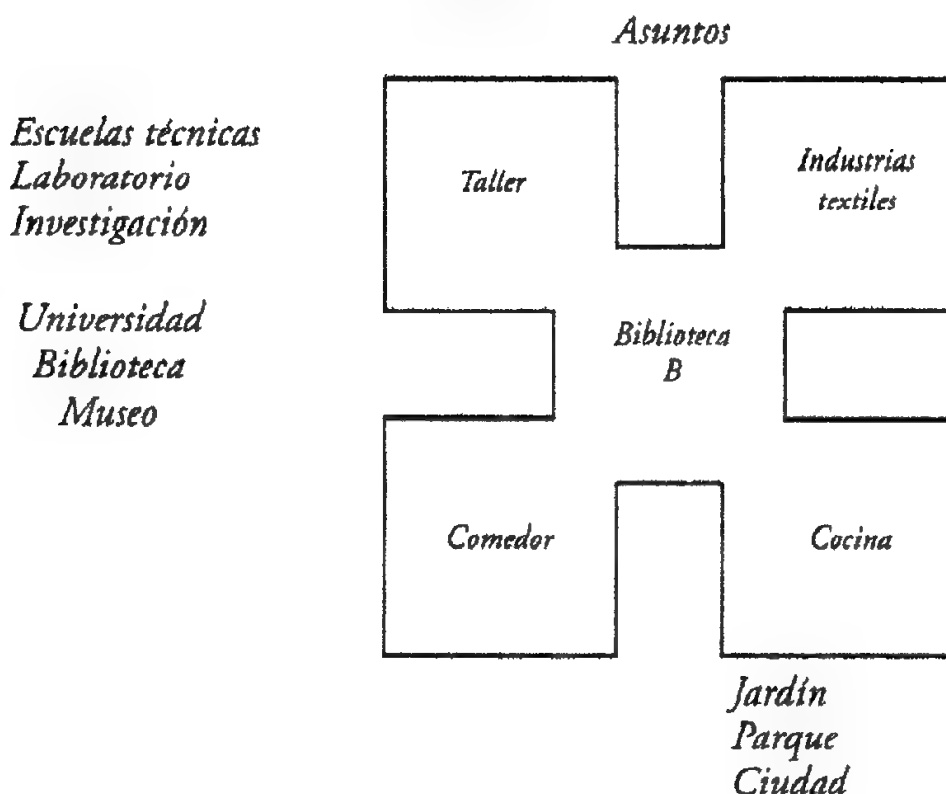 Asuntos
Escuelas técnicas
Laboratorio
Investigación
Taller
Industrias
textiles
Universidad
Biblioteca
Museo
Biblioteca
B
Comedor
Cocina
Jardín
Parque
Ciudad